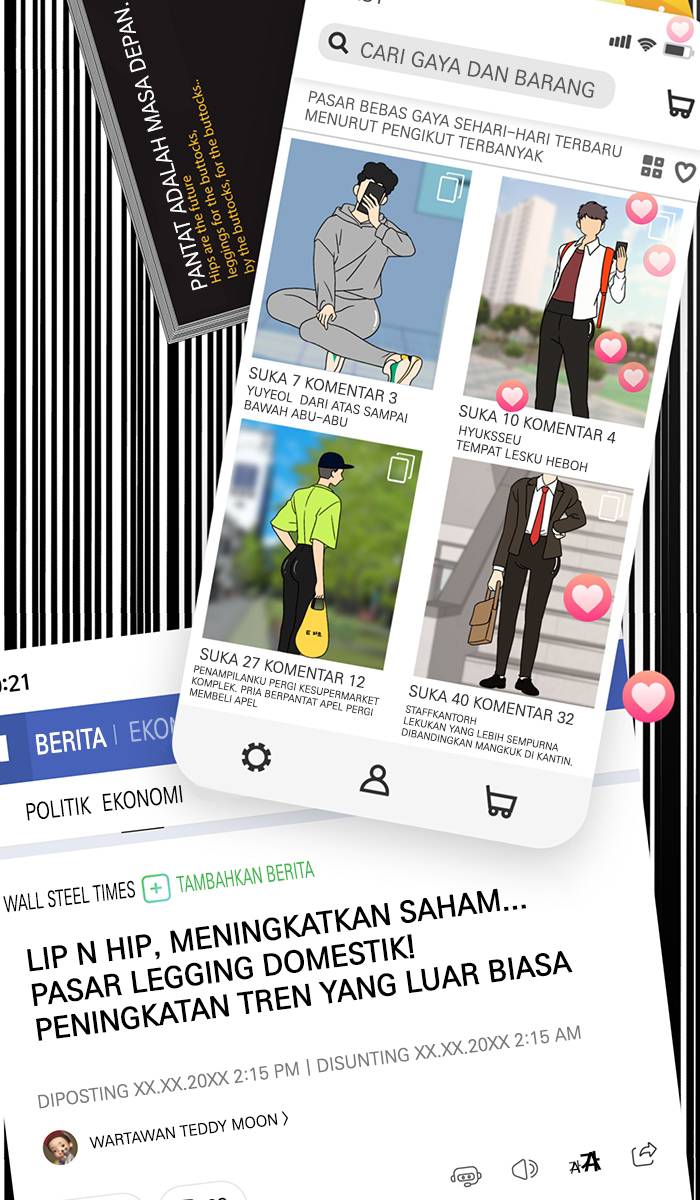 PANTAT ADALAH MASA DEPAN.
Hips are the future
Hips are for the buttocks,
leggings for the buttocks, for the buttocks..
by the buttocks,
CARI GAYA DAN BARANG
PASAR BEBAS GAYA SEHARI-HARI TERBARU
MENURUT PENGIKUT TERBANYAK
SUKA 7 KOMENTAR 3
YUYEOL DARI ATAS SAMPAI
BAWAH ABU-ABU
SUKA 10 KOMENTAR 4
HYUKSSEU
TEMPAT LESKU HEBOH
SUKA 27 KOMENTAR 12
PENAMPILANKU PERGI KESUPERMARKET
KOMPLEK. PRIA BERPANTAT APEL PERGI
MEMBELI APEL
SUKA 40 KOMENTAR 32
STAFFKANTORH
LEKUKAN YANG LEBIH SEMPURNA
DIBANDINGKAN MANGKUK DI KANTIN.
:21
BERITA | EKON
POLITIK EKONOMI
WALL STEEL TIMES + TAMBAHKAN BERITA
LIP N HIP, MENINGKATKAN SAHAM...
PASAR LEGGING DOMESTIK!
PENINGKATAN TREN YANG LUAR BIASA
DIPOSTING XX.XX.20XX 2:15 PM | DISUNTING XX.XX.20XX 2:15 AM
WARTAWAN TEDDY MOON >